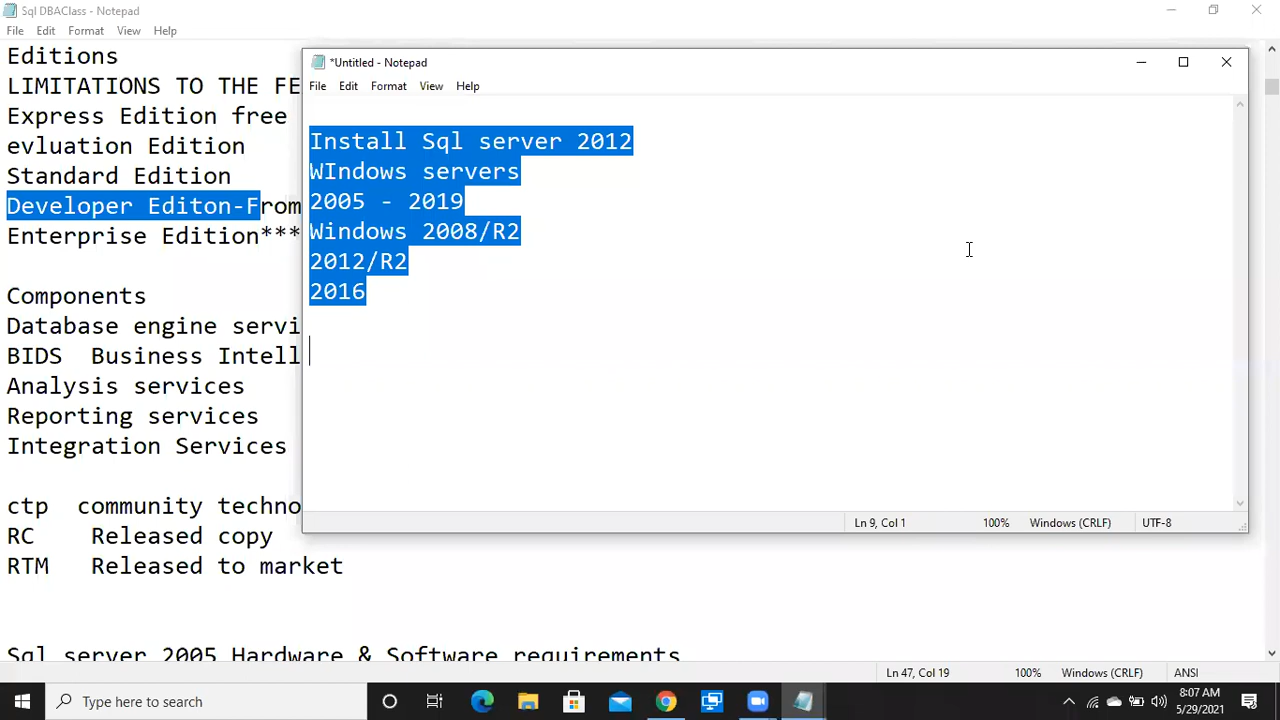 Sql DBAClass - Notepad
File Edit Format View Help
Editions
LIMITATIONS TO THE FE
Express Edition free
evluation Edition
Standard Edition
Developer Editon-From
Enterprise Edition***
Components
Database engine servi
BIDS Business Intell
Analysis services
Reporting services
Integration Services
ctp community techno
RC Released copy
RTM Released to market
Sql server 2005 Hardware & Software requirements
*Untitled - Notepad
File Edit Format View Help
Install Sql server 2012
WIndows servers
2005 - 2019
Windows 2008/R2
2012/R2
2016
Ln 9, Col 1 100% Windows (CRLF) UTF-8
Ln 47, Col 19 100% Windows (CRLF) ANSI
Type here to search
8:07 AM
5/29/2021